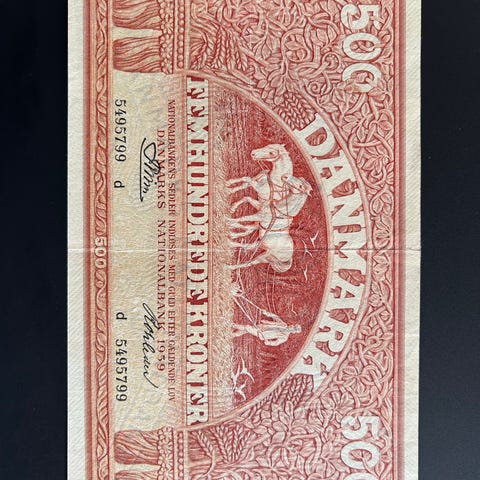 500 500
DANMARK
FEMHUNDREDE KRONER
NATIONALBANKENS SEDLER INDLØSES MED GULD EFTER GÆLDENDE LOV
DANMARKS NATIONALBANK 1959
5495799 d d 5495799
500